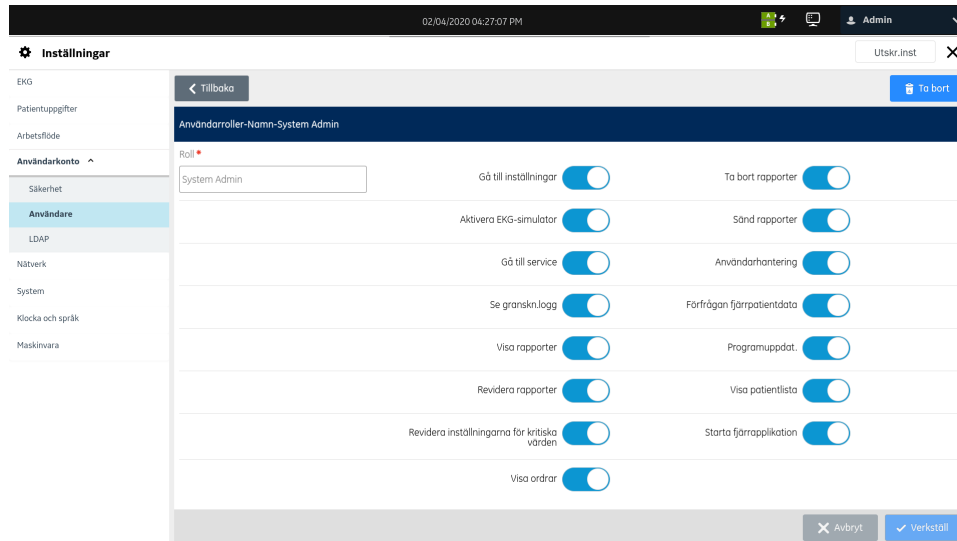 02/04/2020 04:27:07 PM
A
B
Admin
Inställningar
Utskr.inst
EKG
Patientuppgifter
Arbetsflöde
Användarkonto
Säkerhet
Användare
LDAP
Nätverk
System
Klocka och språk
Maskinvara
Tillbaka
Ta bort
Användarroller-Namn-System Admin
Roll *
System Admin
Gå till inställningar
Ta bort rapporter
Aktivera EKG-simulator
Sänd rapporter
Gå till service
Användarhantering
Se granskn.logg
Förfrågan fjärrpatientdata
Visa rapporter
Programuppdat.
Revidera rapporter
Visa patientlista
Revidera inställningarna för kritiska
värden
Starta fjärrapplikation
Visa ordrar
Avbryt
Verkställ